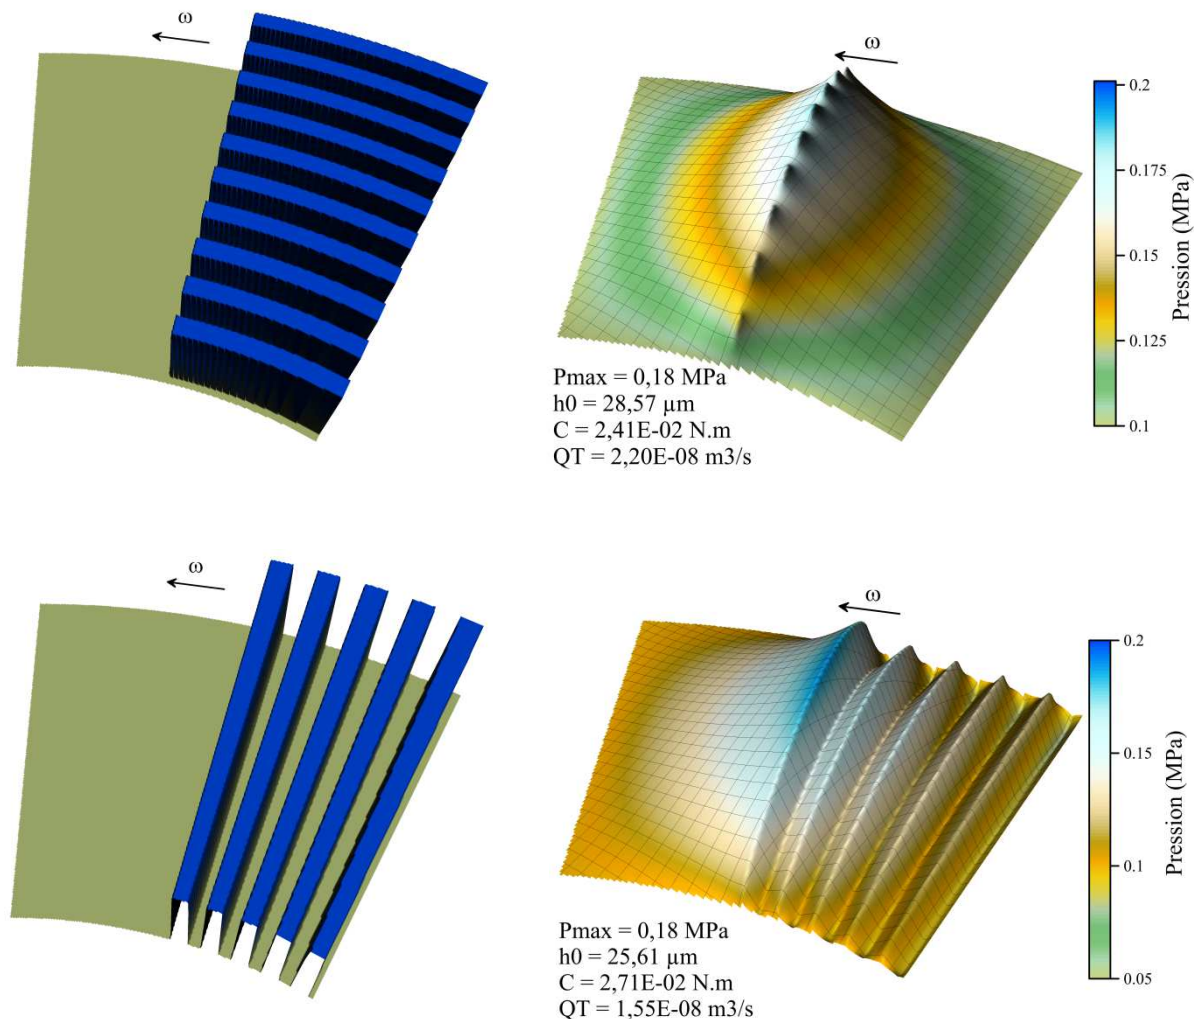 ω
ω
0.2
0.175
0.15
0.125
0.1
Pression (MPa)
Pmax = 0,18 MPa
h0 = 28,57 µm
C = 2,41E-02 N.m
QT = 2,20E-08 m3/s
ω
ω
0.2
0.15
0.1
0.05
Pression (MPa)
Pmax = 0,18 MPa
h0 = 25,61 µm
C = 2,71E-02 N.m
QT = 1,55E-08 m3/s